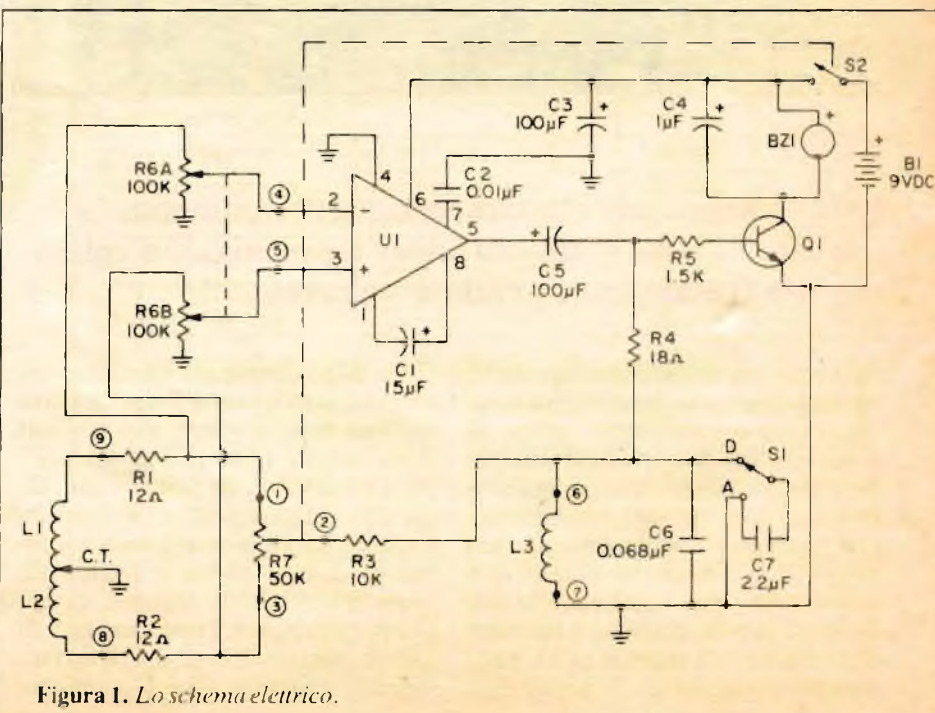 S2
C3
100µF
C4
1µF
BZ1
B1
9VDC
R6A
100K
4
C2
0.01µF
6
7
4
2
U1
5
5
3
8
1
C5
100µF
R5
1.5K
Q1
R6B
100K
C1
15µF
R4
18Ω
9
R1
12Ω
1
D
S1
2
6
A
L1
C.T.
R7
50K
R3
10K
L3
C6
0.068µF
C7
22µF
L2
3
7
R2
12Ω
8
Figura 1. Lo schema elettrico.